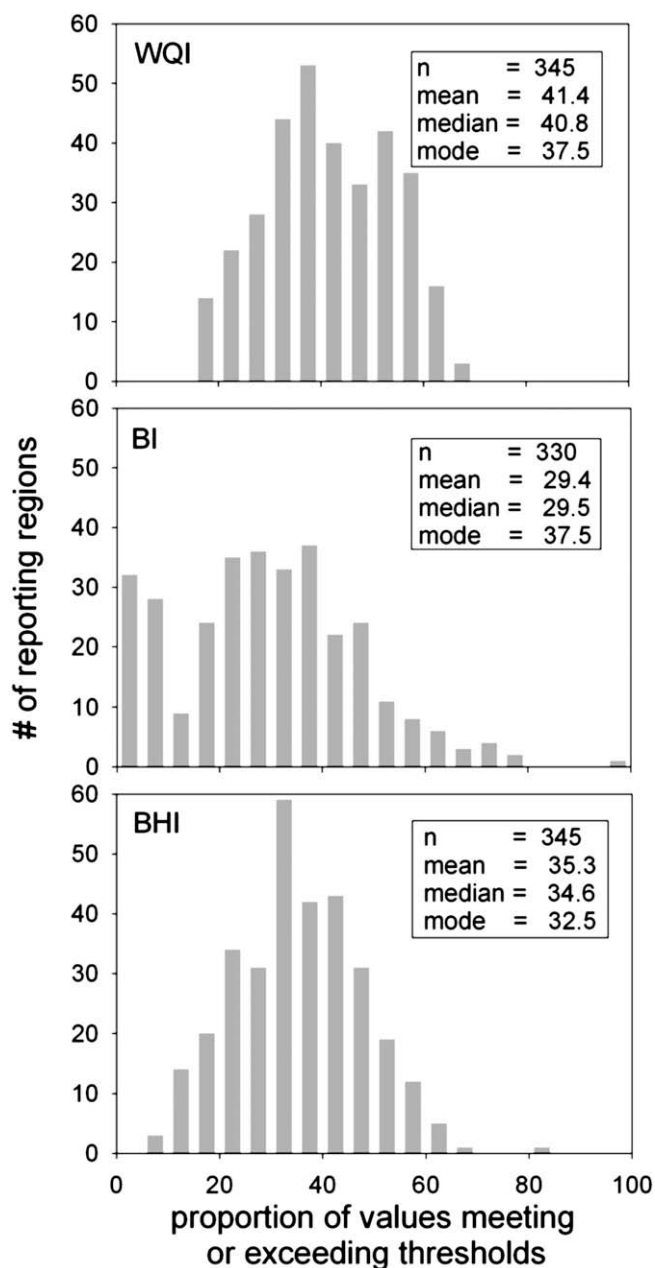 WQI
60
50
40
30
20
10
0
n = 345
mean = 41.4
median = 40.8
mode = 37.5
BI
60
50
40
30
20
10
0
n = 330
mean = 29.4
median = 29.5
mode = 37.5
# of reporting regions
BHI
60
50
40
30
20
10
0
n = 345
mean = 35.3
median = 34.6
mode = 32.5
0 20 40 60 80 100
proportion of values meeting
or exceeding thresholds